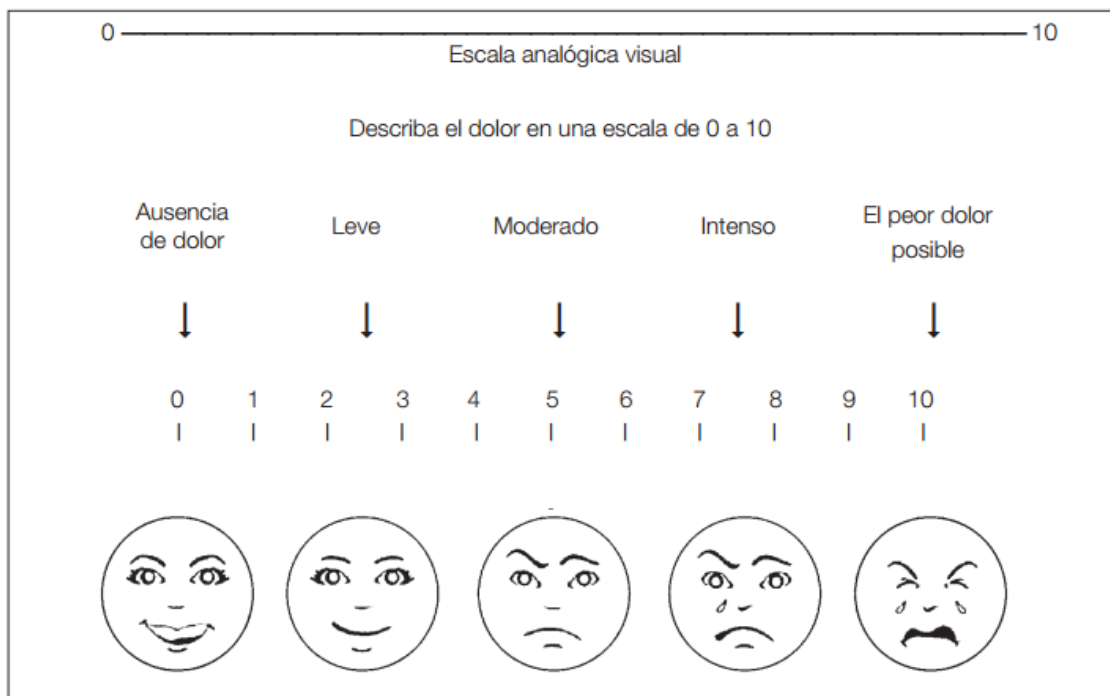 0 10
Escala analógica visual
Describa el dolor en una escala de 0 a 10
Ausencia
de dolor
Leve
Moderado
Intenso
El peor dolor
posible
0 1 2 3 4 5 6 7 8 9 10